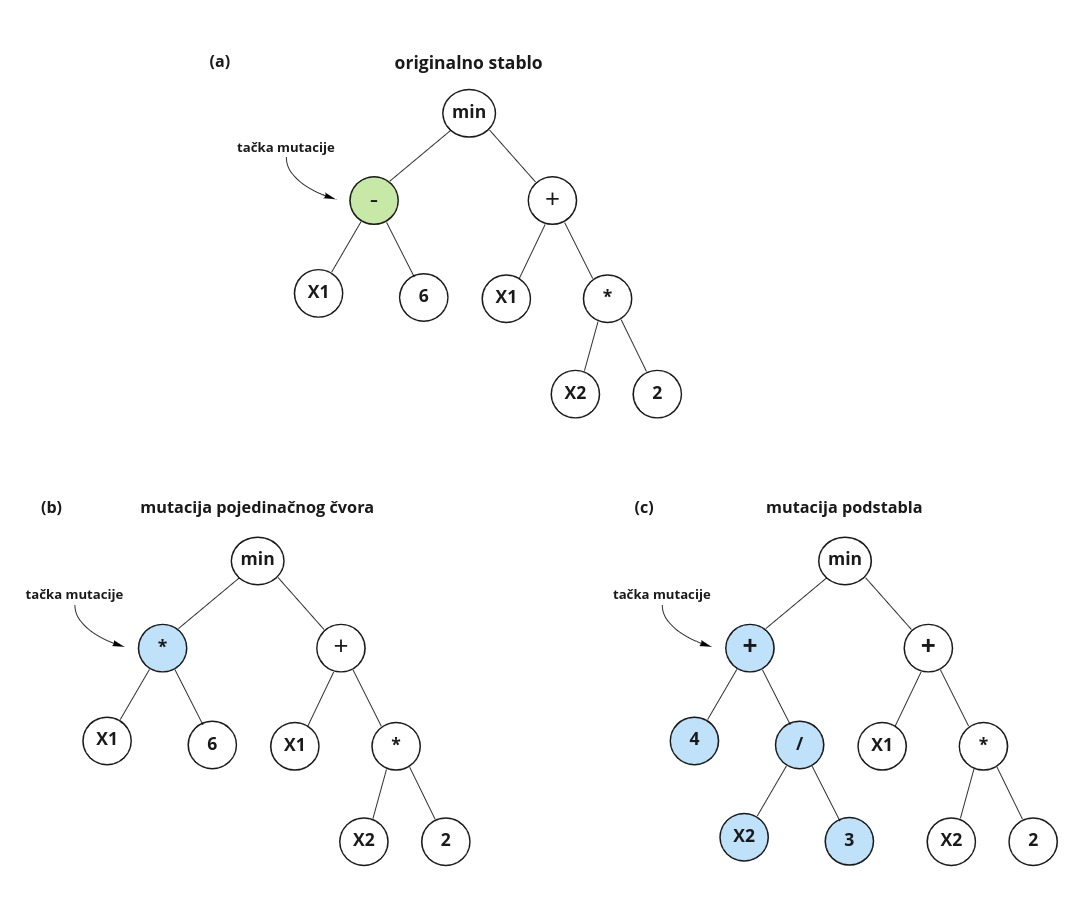 (a) originalno stablo
min
tačka mutacije
- +
X1 6 X1 *
X2 2
(b) mutacija pojedinačnog čvora
min
tačka mutacije
* +
X1 6 X1 *
X2 2
(c) mutacija podstabla
min
tačka mutacije
+ +
4 / X1 *
X2 3 X2 2